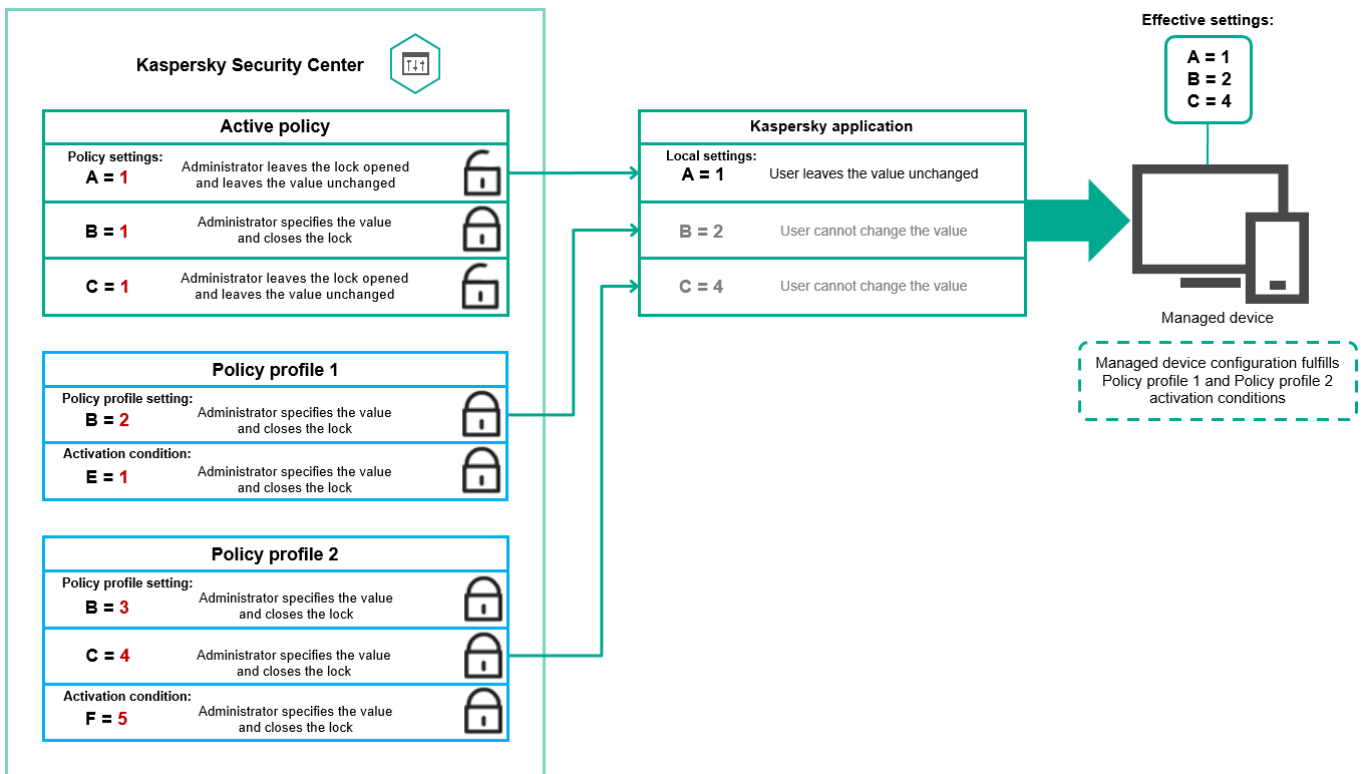 Kaspersky Security Center
Active policy
Policy settings:
A = 1
Administrator leaves the lock opened
and leaves the value unchanged
B = 1
Administrator specifies the value
and closes the lock
C = 1
Administrator leaves the lock opened
and leaves the value unchanged
Policy profile 1
Policy profile setting:
B = 2
Administrator specifies the value
and closes the lock
Activation condition:
E = 1
Administrator specifies the value
and closes the lock
Policy profile 2
Policy profile setting:
B = 3
Administrator specifies the value
and closes the lock
C = 4
Administrator specifies the value
and closes the lock
Activation condition:
F = 5
Administrator specifies the value
and closes the lock
Kaspersky application
Local settings:
A = 1
User leaves the value unchanged
B = 2
User cannot change the value
C = 4
User cannot change the value
Effective settings:
A = 1
B = 2
C = 4
Managed device
Managed device configuration fulfills
Policy profile 1 and Policy profile 2
activation conditions